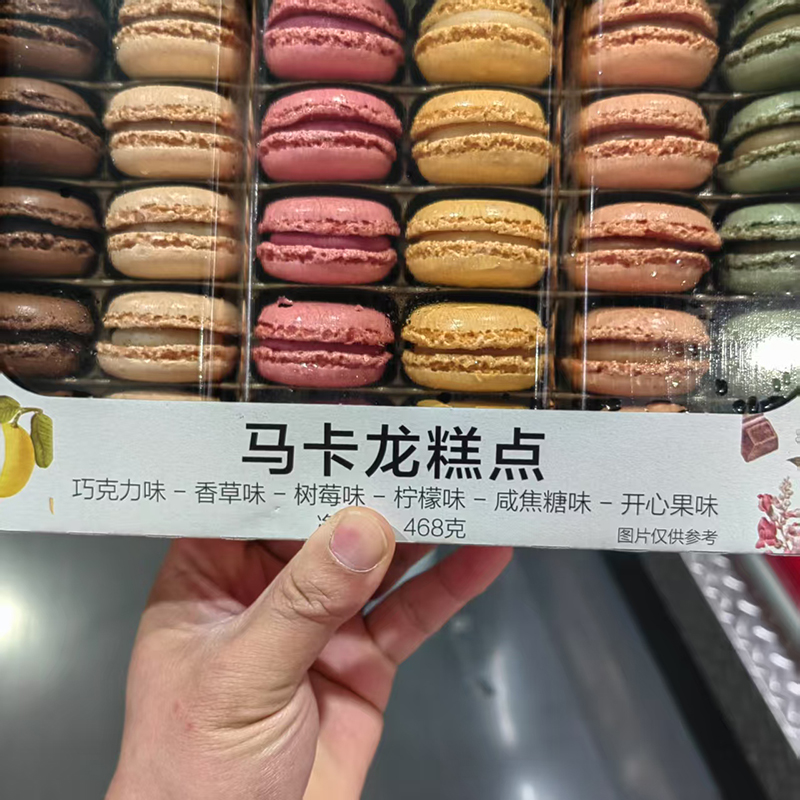 马卡龙糕点
巧克力味 – 香草味 – 树莓味 – 柠檬味 – 咸焦糖味 – 开心果味
468克
图片仅供参考